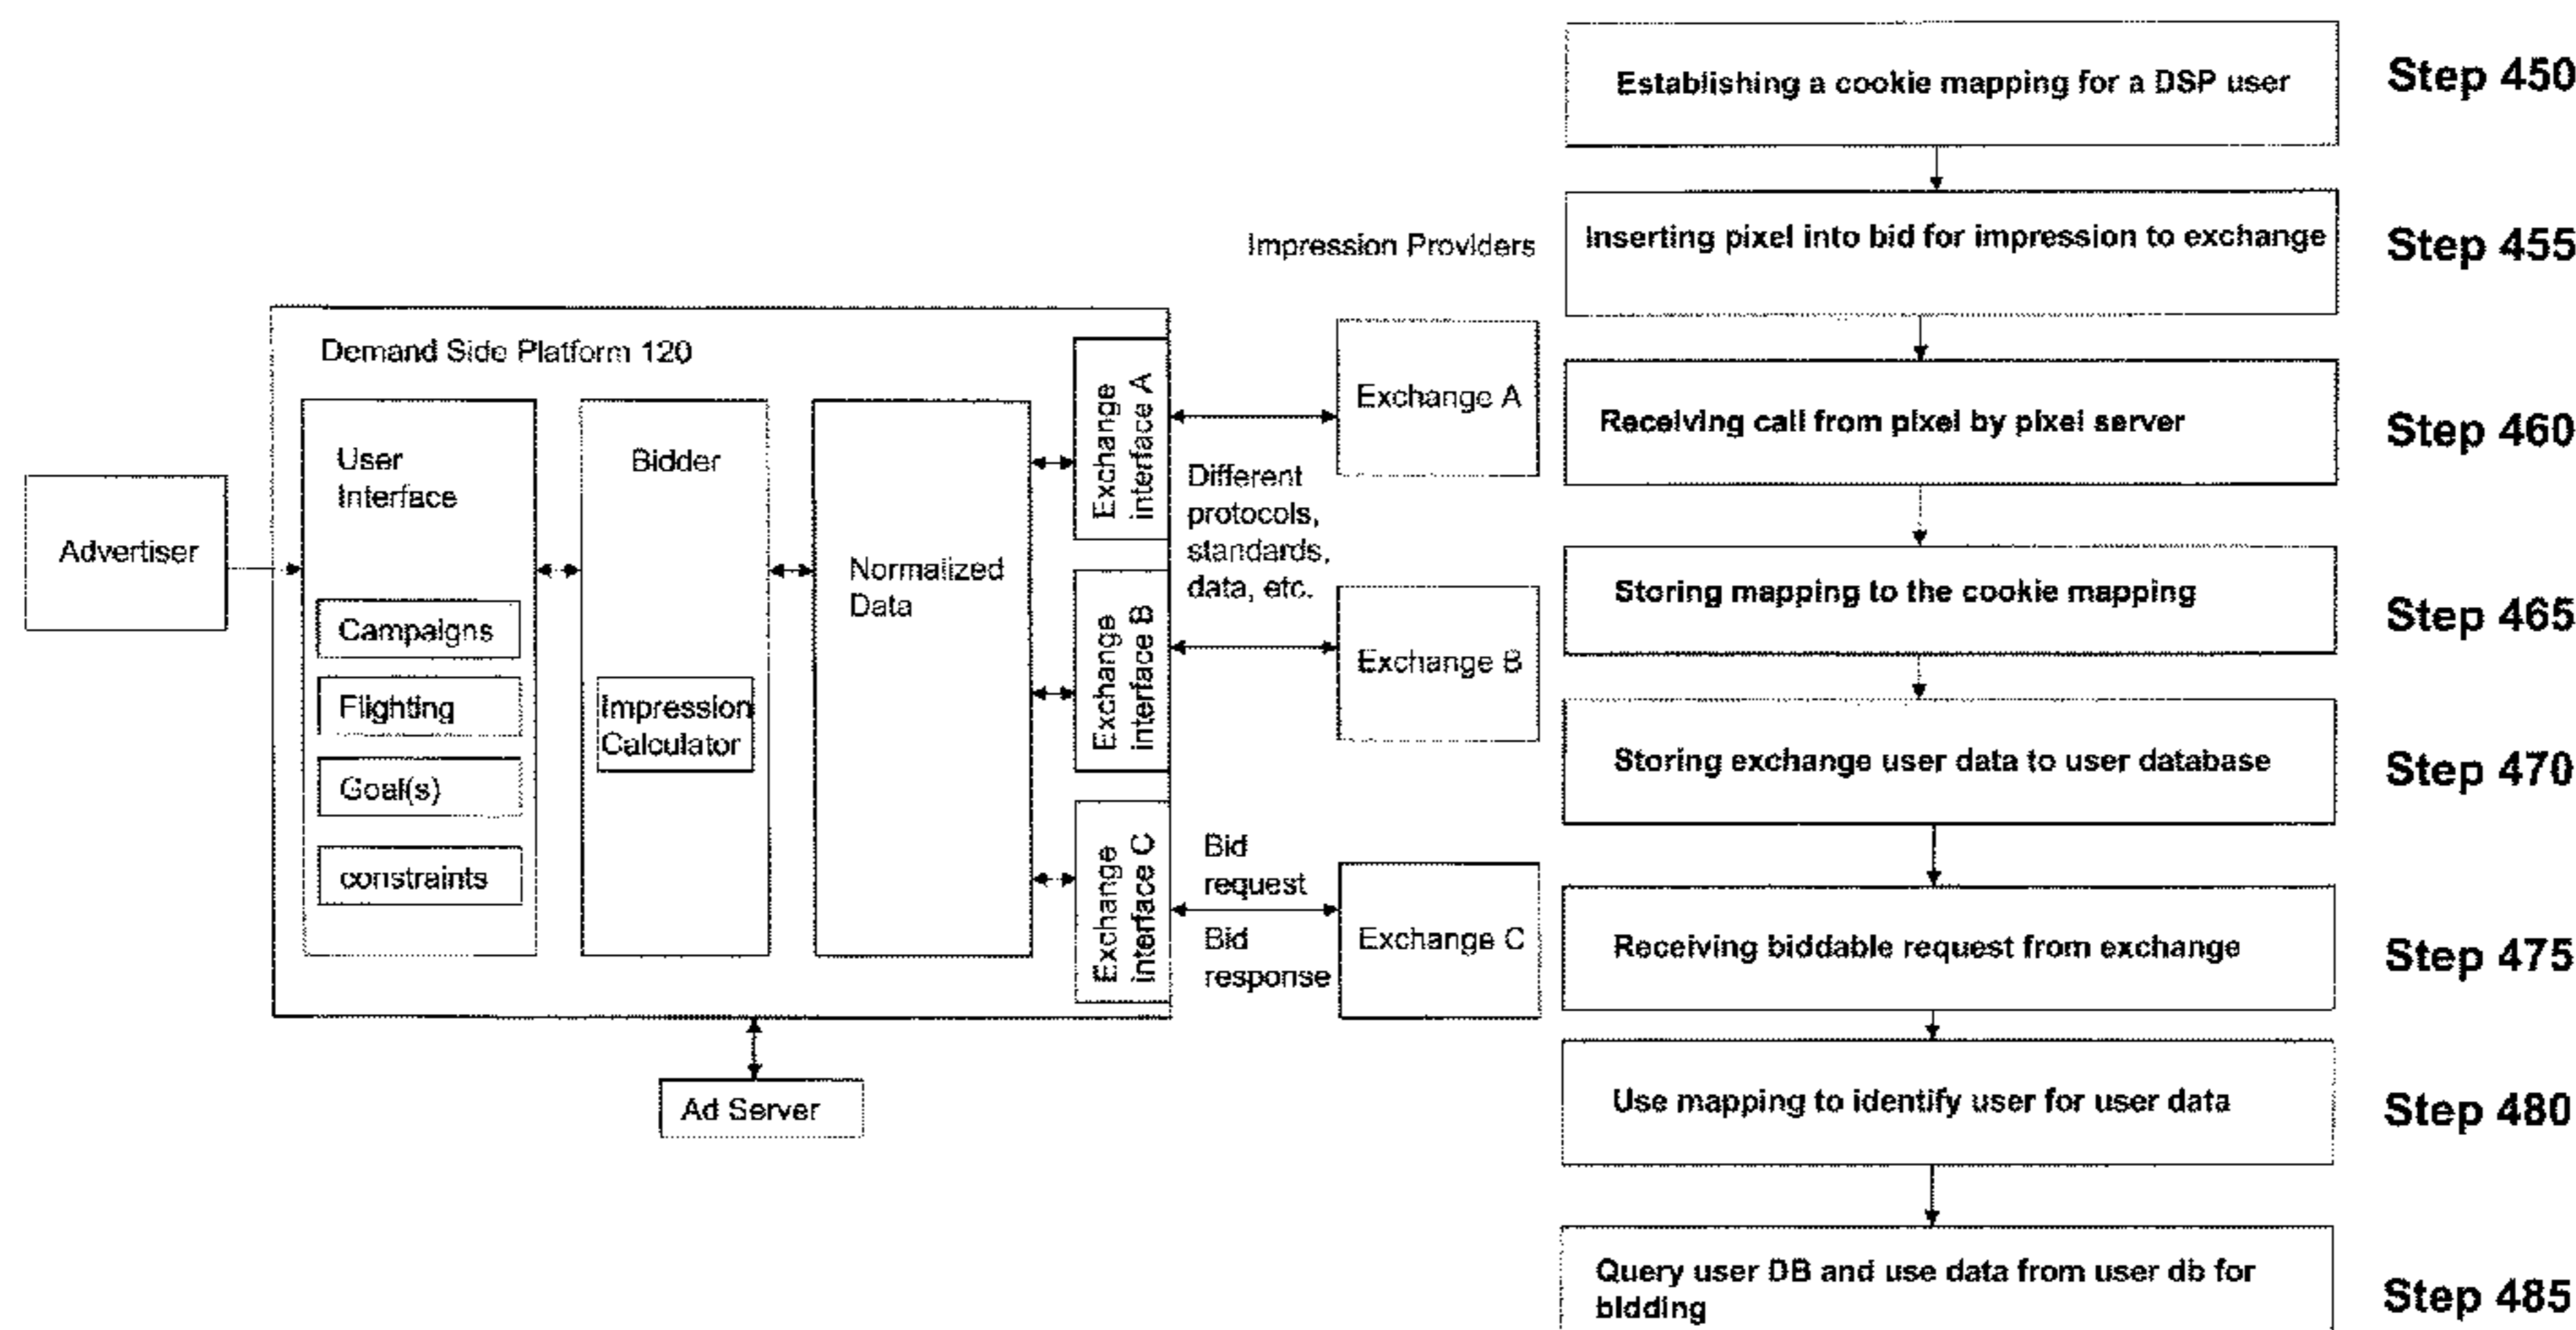 Demand Side Platform 120
Advertiser
User
Interface
Campaigns
Flighting
Goal(s)
constraints
Bidder
Impression
Calculator
Normalized
Data
Exchange
interface A
Exchange
interface B
Exchange
interface C
Ad Server
Impression Providers
Different
protocols,
standards,
data, etc.
Bid
request
Bid
response
Exchange A
Exchange B
Exchange C
Establishing a cookie mapping for a DSP user
Step 450
Inserting pixel into bid for impression to exchange
Step 455
Receiving call from pixel by pixel server
Step 460
Storing mapping to the cookie mapping
Step 465
Storing exchange user data to user database
Step 470
Receiving biddable request from exchange
Step 475
Use mapping to identify user for user data
Step 480
Query user DB and use data from user db for
bidding
Step 485